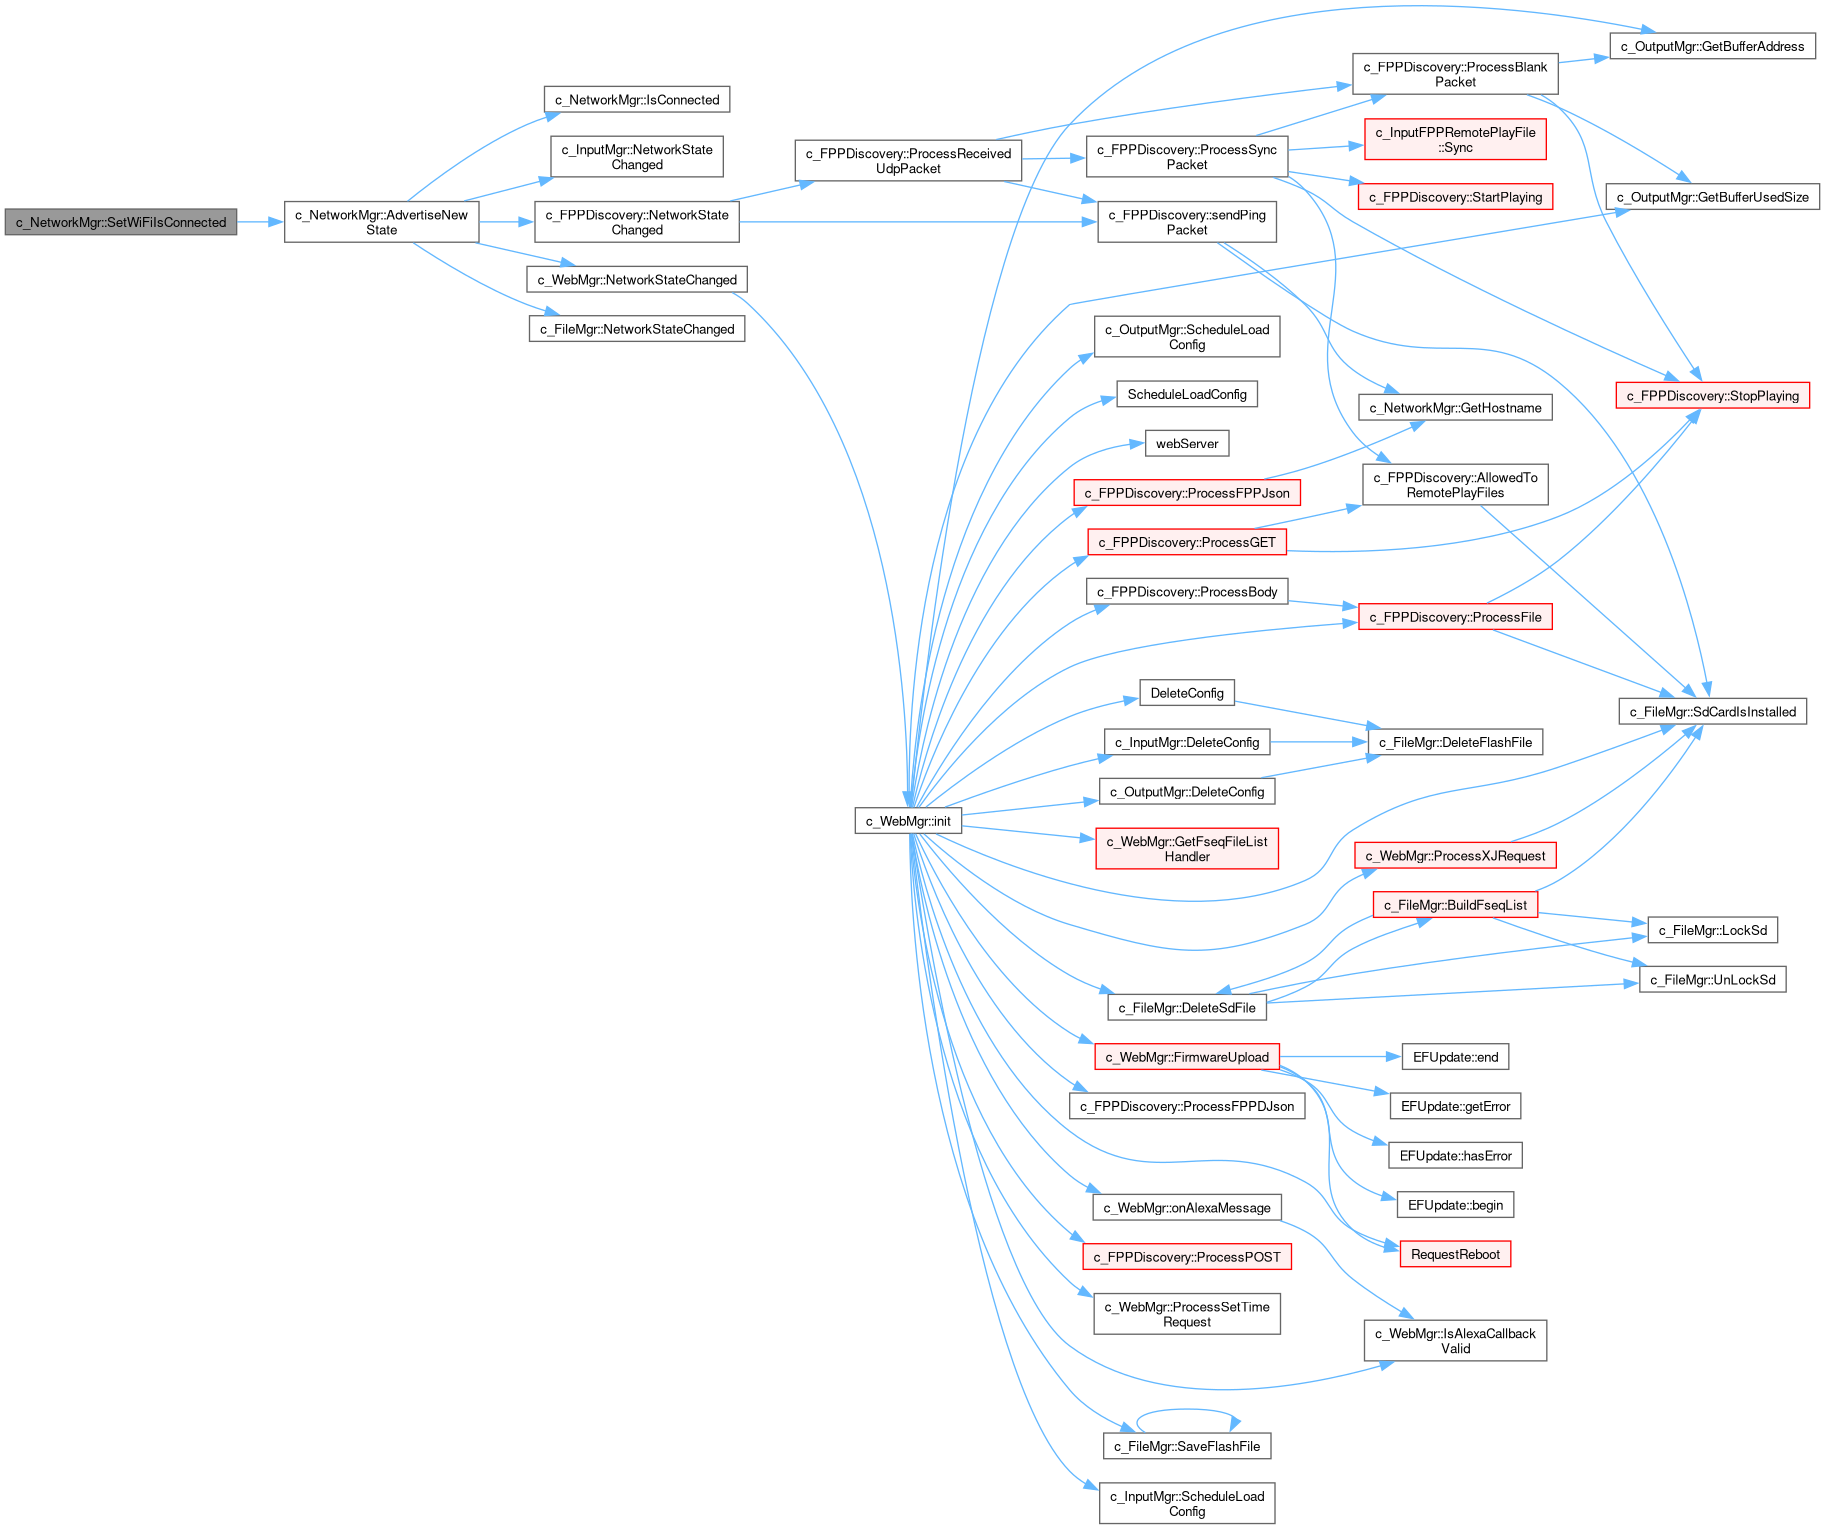 c_NetworkMgr::SetWiFiIsConnected
c_NetworkMgr::AdvertiseNew
State
c_NetworkMgr::IsConnected
c_InputMgr::NetworkState
Changed
c_FPPDiscovery::NetworkState
Changed
c_WebMgr::NetworkStateChanged
c_FileMgr::NetworkStateChanged
c_FPPDiscovery::ProcessReceived
UdpPacket
c_WebMgr::init
c_FPPDiscovery::ProcessSync
Packet
c_FPPDiscovery::sendPing
Packet
c_OutputMgr::ScheduleLoad
Config
ScheduleLoadConfig
webServer
c_FPPDiscovery::ProcessFPPJson
c_FPPDiscovery::ProcessGET
c_FPPDiscovery::ProcessBody
DeleteConfig
c_InputMgr::DeleteConfig
c_OutputMgr::DeleteConfig
c_WebMgr::GetFseqFileList
Handler
c_FileMgr::DeleteSdFile
c_WebMgr::FirmwareUpload
c_FPPDiscovery::ProcessFPPDJson
c_WebMgr::onAlexaMessage
c_FPPDiscovery::ProcessPOST
c_WebMgr::ProcessSetTime
Request
c_FileMgr::SaveFlashFile
c_InputMgr::ScheduleLoad
Config
c_FPPDiscovery::ProcessBlank
Packet
c_InputFPPRemotePlayFile
::Sync
c_FPPDiscovery::StartPlaying
c_NetworkMgr::GetHostname
c_FPPDiscovery::AllowedTo
RemotePlayFiles
c_FPPDiscovery::ProcessFile
c_FileMgr::DeleteFlashFile
c_WebMgr::ProcessXJRequest
c_FileMgr::BuildFseqList
EFUpdate::end
EFUpdate::getError
EFUpdate::hasError
EFUpdate::begin
RequestReboot
c_WebMgr::IsAlexaCallback
Valid
c_OutputMgr::GetBufferAddress
c_OutputMgr::GetBufferUsedSize
c_FPPDiscovery::StopPlaying
c_FileMgr::SdCardIsInstalled
c_FileMgr::LockSd
c_FileMgr::UnLockSd